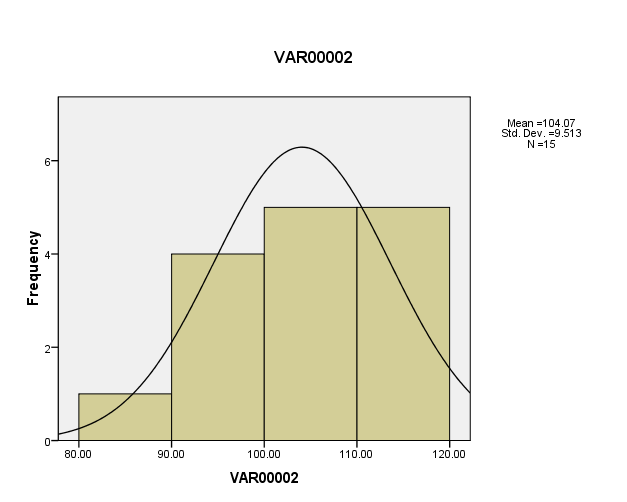 VAR00002
Mean =104.07
Std. Dev. =9.513
N =15
Frequency
6
4
2
0
80.00 90.00 100.00 110.00 120.00
VAR00002